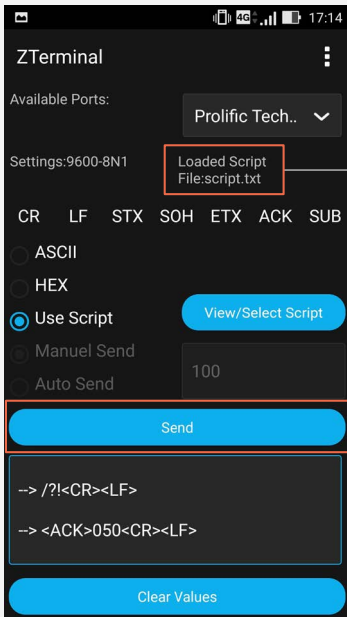 4G 17:14
ZTerminal
Available Ports:
Prolific Tech..
Settings:9600-8N1
Loaded Script
File:script.txt
CR LF STX SOH ETX ACK SUB
ASCII
HEX
Use Script
View/Select Script
Manuel Send
100
Auto Send
Send
--> /?!<CR><LF>
--> <ACK>050<CR><LF>
Clear Values